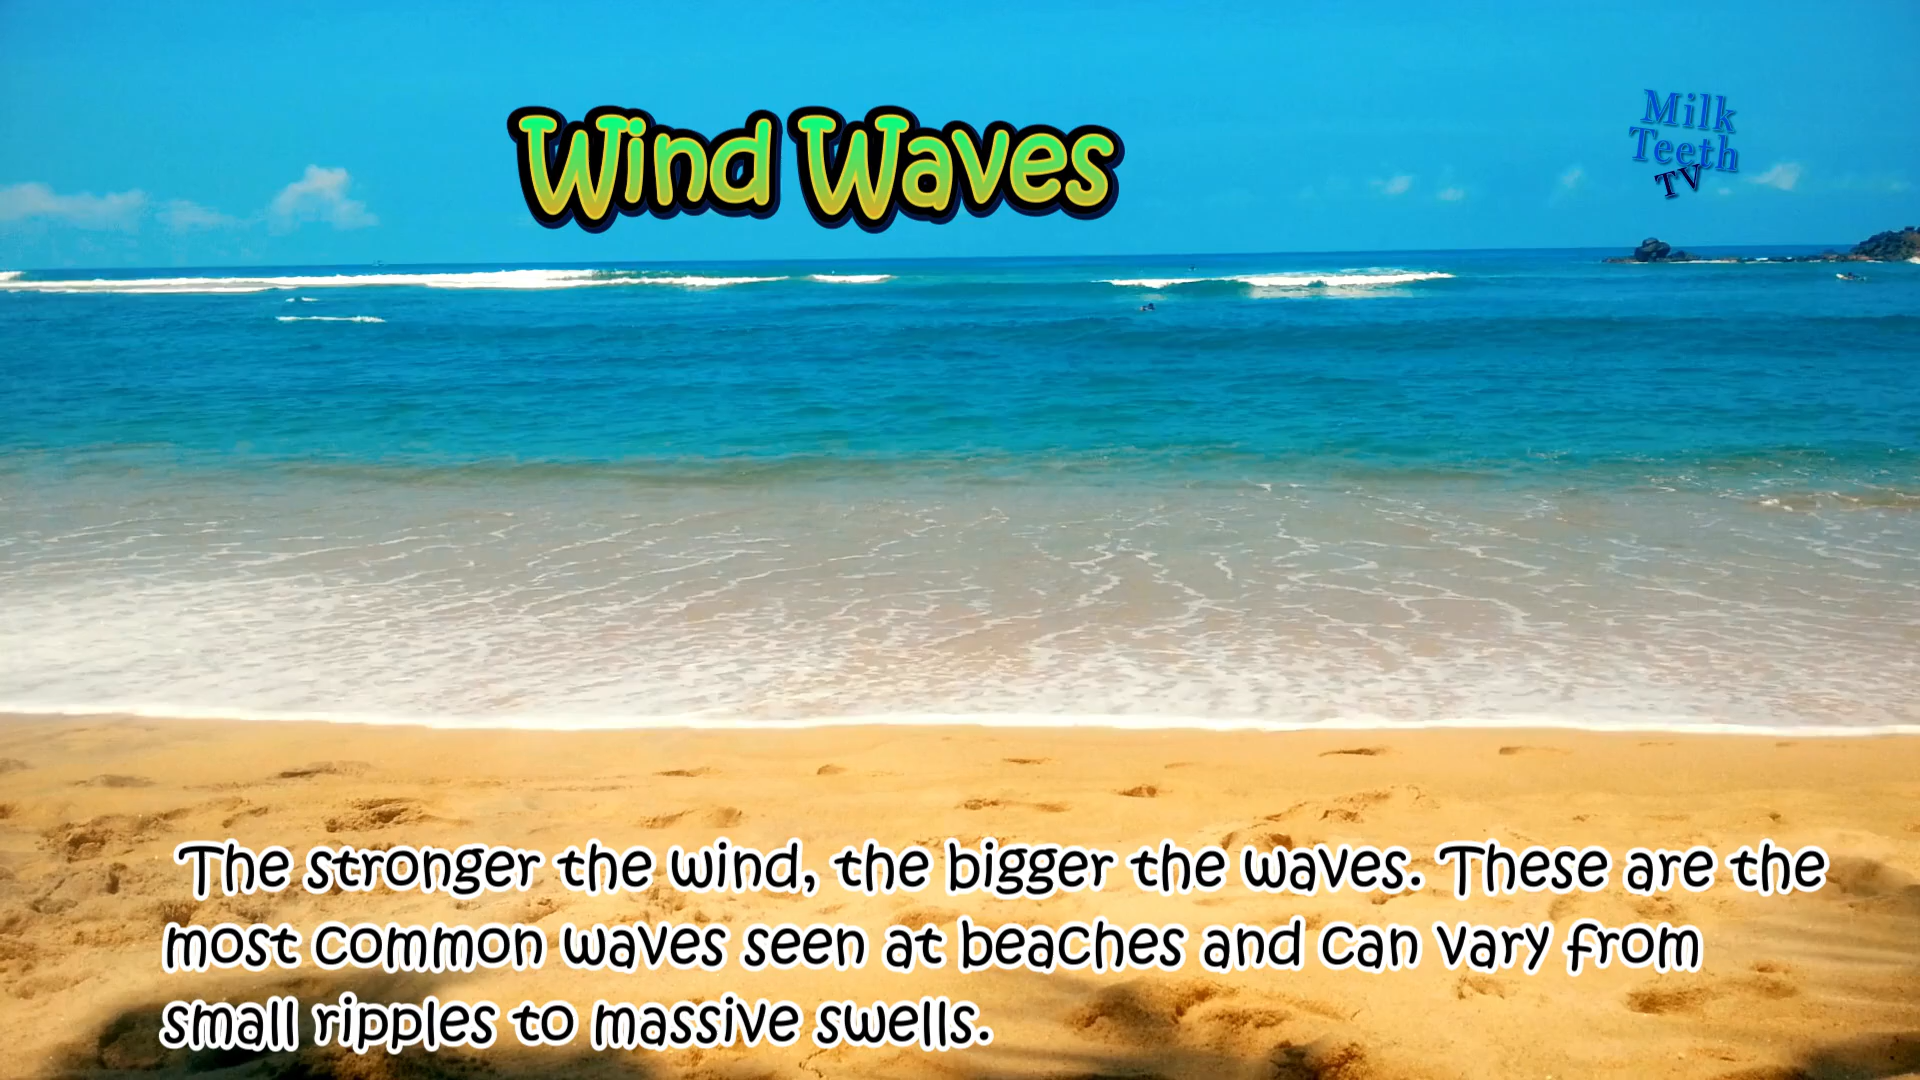 Wind Waves
Milk
Teeth
TV
The stronger the wind, the bigger the waves. These are the
most common waves seen at beaches and can vary from
small ripples to massive swells.